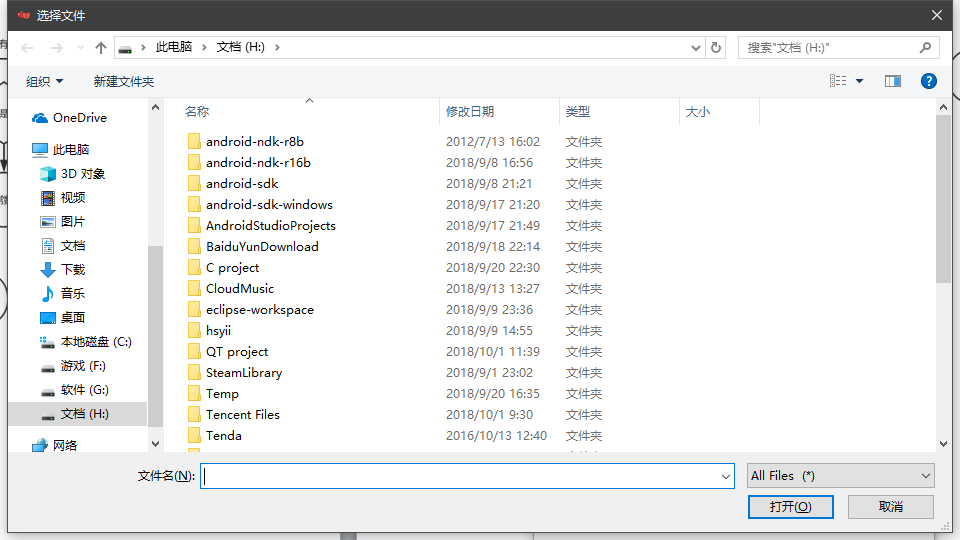 选择文件
此电脑 文档 (H:)
搜索"文档 (H:)"
组织 新建文件夹
名称 修改日期 类型 大小
OneDrive
此电脑
3D 对象
视频
图片
文档
下载
音乐
桌面
本地磁盘 (C:)
游戏 (F:)
软件 (G:)
文档 (H:)
网络
android-ndk-r8b 2012/7/13 16:02 文件夹
android-ndk-r16b 2018/9/8 16:56 文件夹
android-sdk 2018/9/8 21:21 文件夹
android-sdk-windows 2018/9/17 21:20 文件夹
AndroidStudioProjects 2018/9/17 21:49 文件夹
BaiduYunDownload 2018/9/18 22:14 文件夹
C project 2018/9/20 22:30 文件夹
CloudMusic 2018/9/13 13:27 文件夹
eclipse-workspace 2018/9/9 23:36 文件夹
hsyii 2018/9/9 14:55 文件夹
QT project 2018/10/1 11:39 文件夹
SteamLibrary 2018/9/1 23:02 文件夹
Temp 2018/9/20 16:35 文件夹
Tencent Files 2018/10/1 9:30 文件夹
Tenda 2016/10/13 12:40 文件夹
文件名(N): All Files (*)
打开(O) 取消